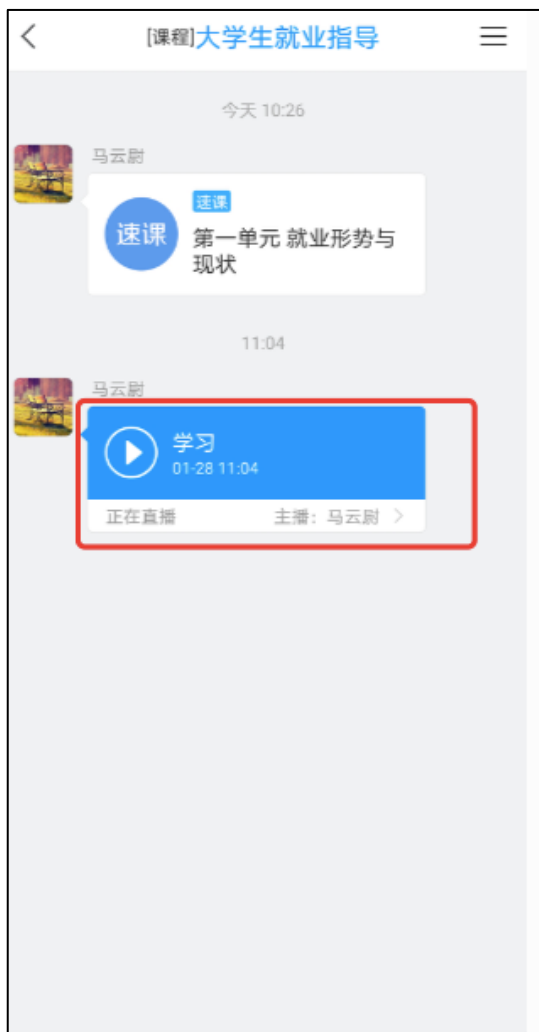 [课程]大学生就业指导
今天 10:26
马云尉
速课
速课
第一单元 就业形势与
现状
11:04
马云尉
学习
01-28 11:04
正在直播 主播：马云尉